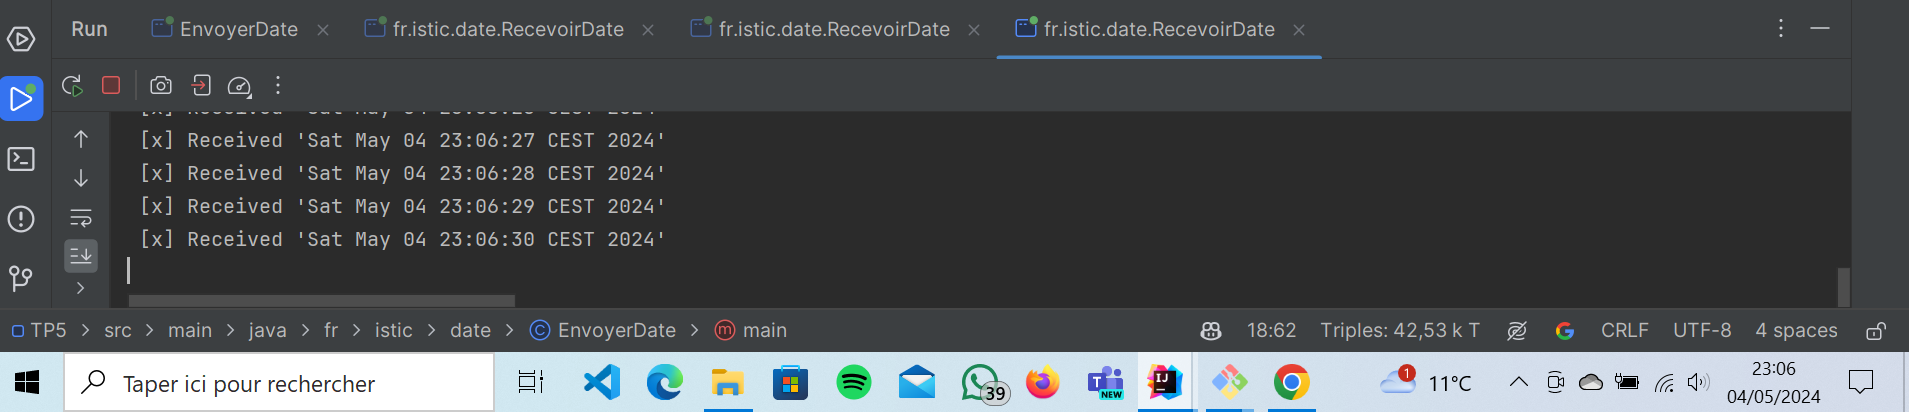 Run EnvoyerDate fr.istic.date.RecevoirDate fr.istic.date.RecevoirDate fr.istic.date.RecevoirDate
[x] Received 'Sat May 04 23:06:27 CEST 2024'
[x] Received 'Sat May 04 23:06:28 CEST 2024'
[x] Received 'Sat May 04 23:06:29 CEST 2024'
[x] Received 'Sat May 04 23:06:30 CEST 2024'
TP5 > src > main > java > fr > istic > date > EnvoyerDate > main 18:62 Triples: 42,53 k T CRLF UTF-8 4 spaces
Taper ici pour rechercher 39 NEW 1 11°C 23:06
04/05/2024